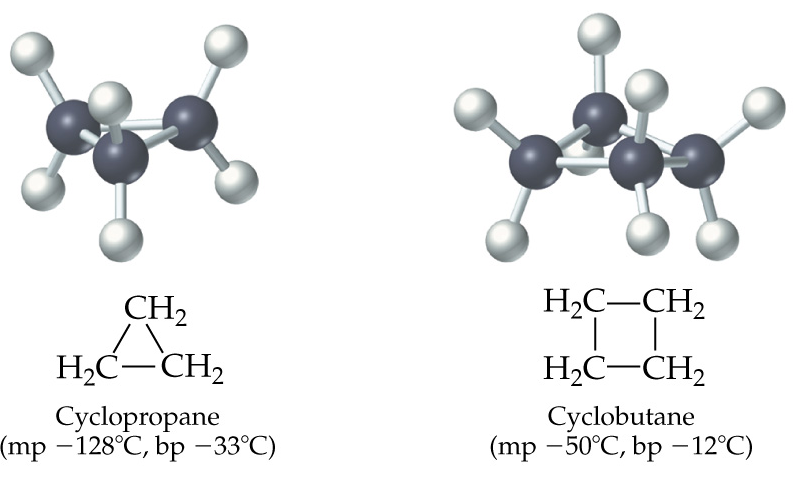 CH₂
H₂C—CH₂
Cyclopropane
(mp −128°C, bp −33°C)
H₂C—CH₂
H₂C—CH₂
Cyclobutane
(mp −50°C, bp −12°C)